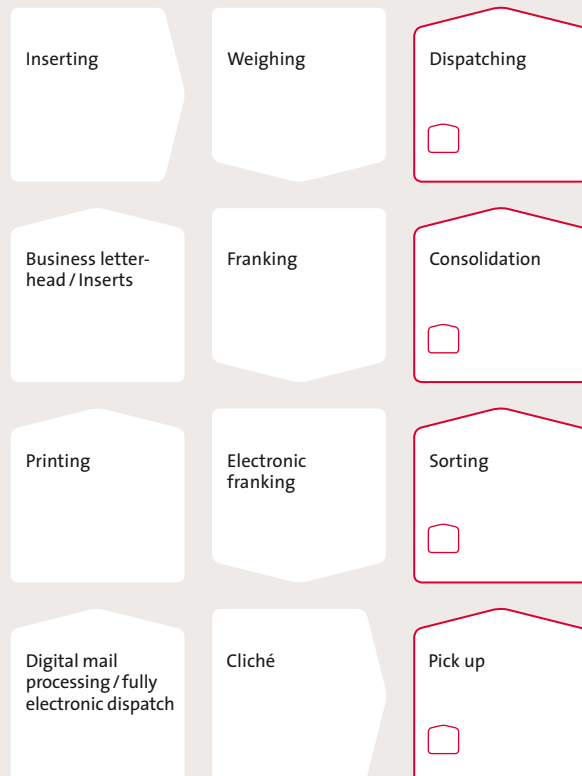 Inserting
Weighing
Dispatching
Business letter-
head / Inserts
Franking
Consolidation
Printing
Electronic
franking
Sorting
Digital mail
processing / fully
electronic dispatch
Cliché
Pick up